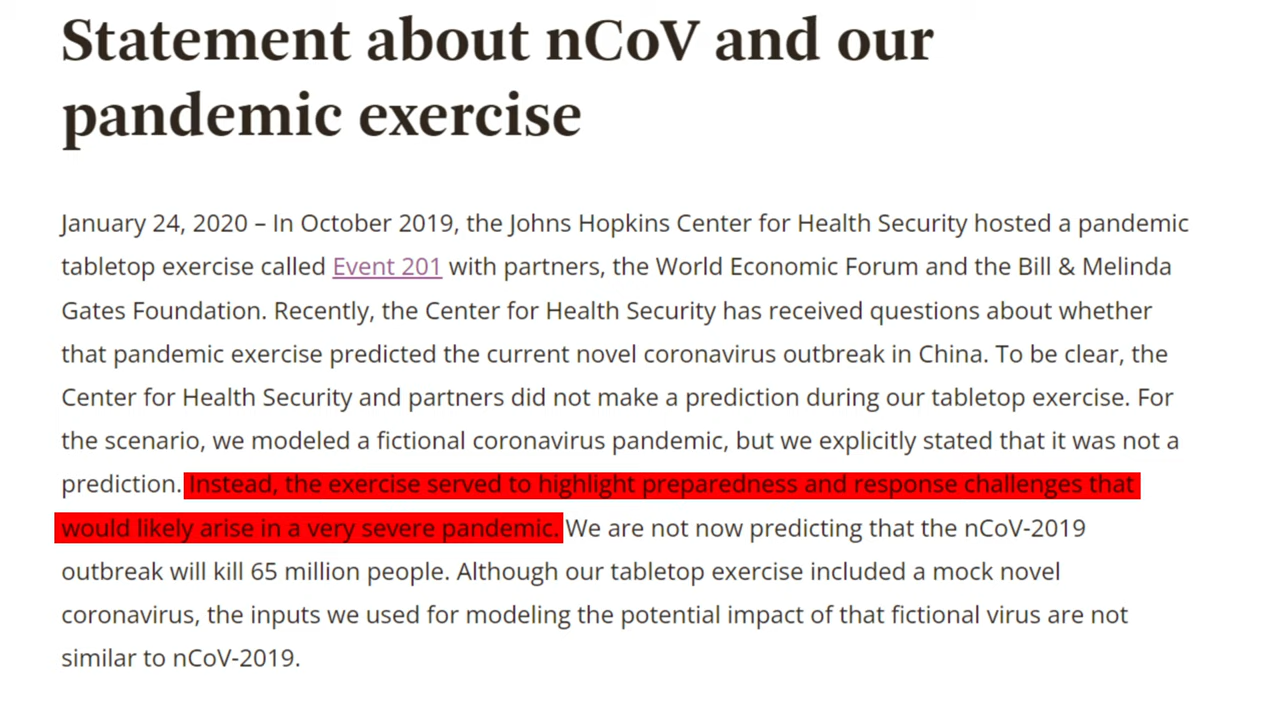 Statement about nCoV and our
pandemic exercise
January 24, 2020 – In October 2019, the Johns Hopkins Center for Health Security hosted a pandemic
tabletop exercise called Event 201 with partners, the World Economic Forum and the Bill & Melinda
Gates Foundation. Recently, the Center for Health Security has received questions about whether
that pandemic exercise predicted the current novel coronavirus outbreak in China. To be clear, the
Center for Health Security and partners did not make a prediction during our tabletop exercise. For
the scenario, we modeled a fictional coronavirus pandemic, but we explicitly stated that it was not a
prediction. Instead, the exercise served to highlight preparedness and response challenges that
would likely arise in a very severe pandemic. We are not now predicting that the nCoV-2019
outbreak will kill 65 million people. Although our tabletop exercise included a mock novel
coronavirus, the inputs we used for modeling the potential impact of that fictional virus are not
similar to nCoV-2019.